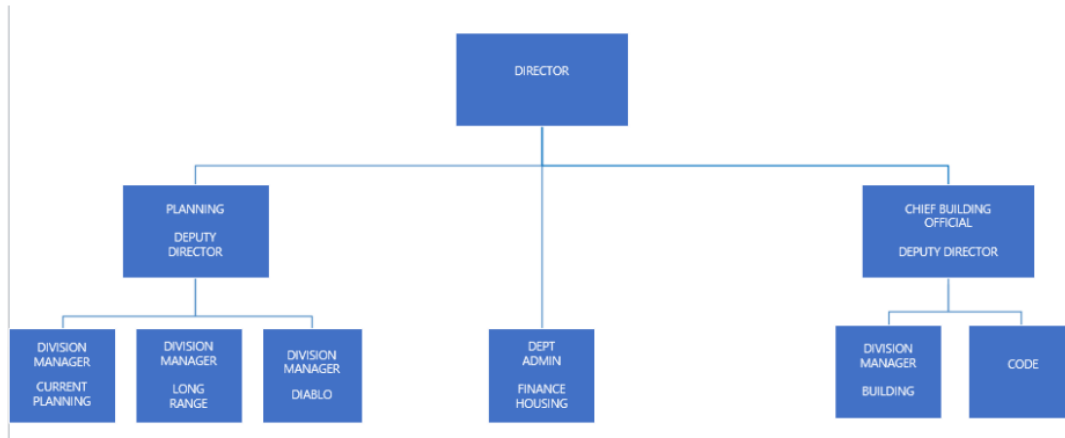 DIRECTOR
PLANNING
DEPUTY
DIRECTOR
CHIEF BUILDING
OFFICIAL
DEPUTY DIRECTOR
DIVISION
MANAGER
CURRENT
PLANNING
DIVISION
MANAGER
LONG
RANGE
DIVISION
MANAGER
DIABLO
DEPT
ADMIN
FINANCE
HOUSING
DIVISION
MANAGER
BUILDING
CODE